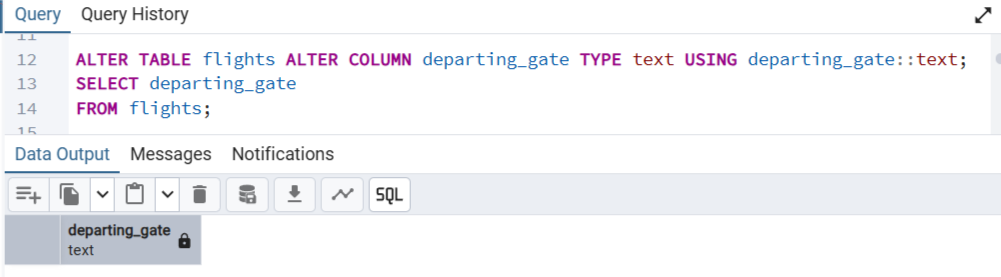 Query Query History
11
12 ALTER TABLE flights ALTER COLUMN departing_gate TYPE text USING departing_gate::text;
13 SELECT departing_gate
14 FROM flights;
15
Data Output Messages Notifications
SQL
departing_gate
text